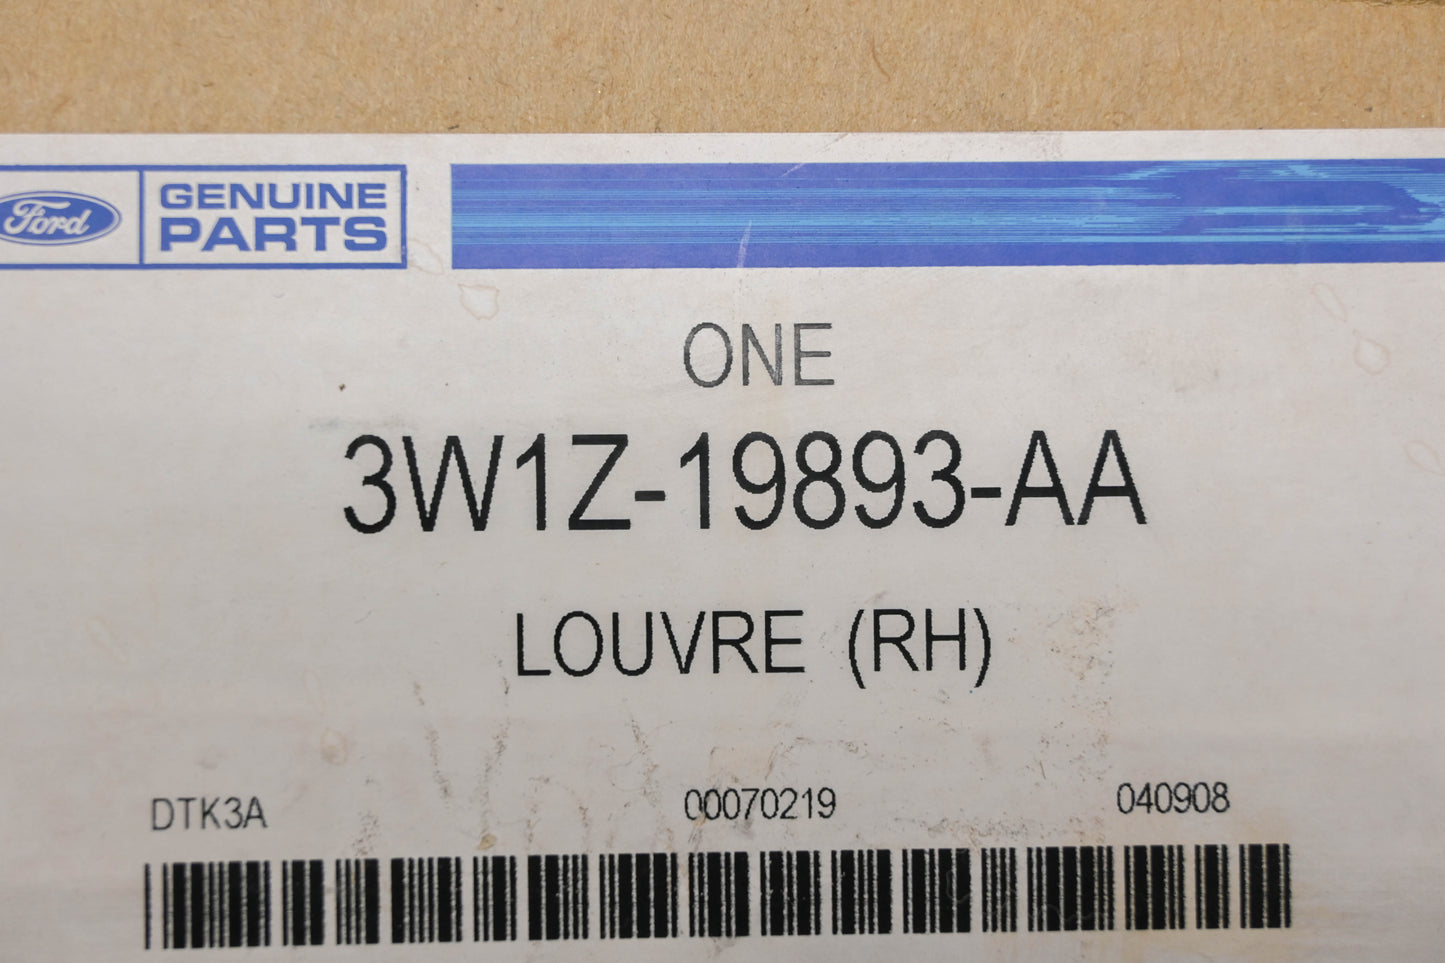 Ford GENUINE
PARTS
ONE
3W1Z-19893-AA
LOUVRE (RH)
DTK3A 00070219 040908